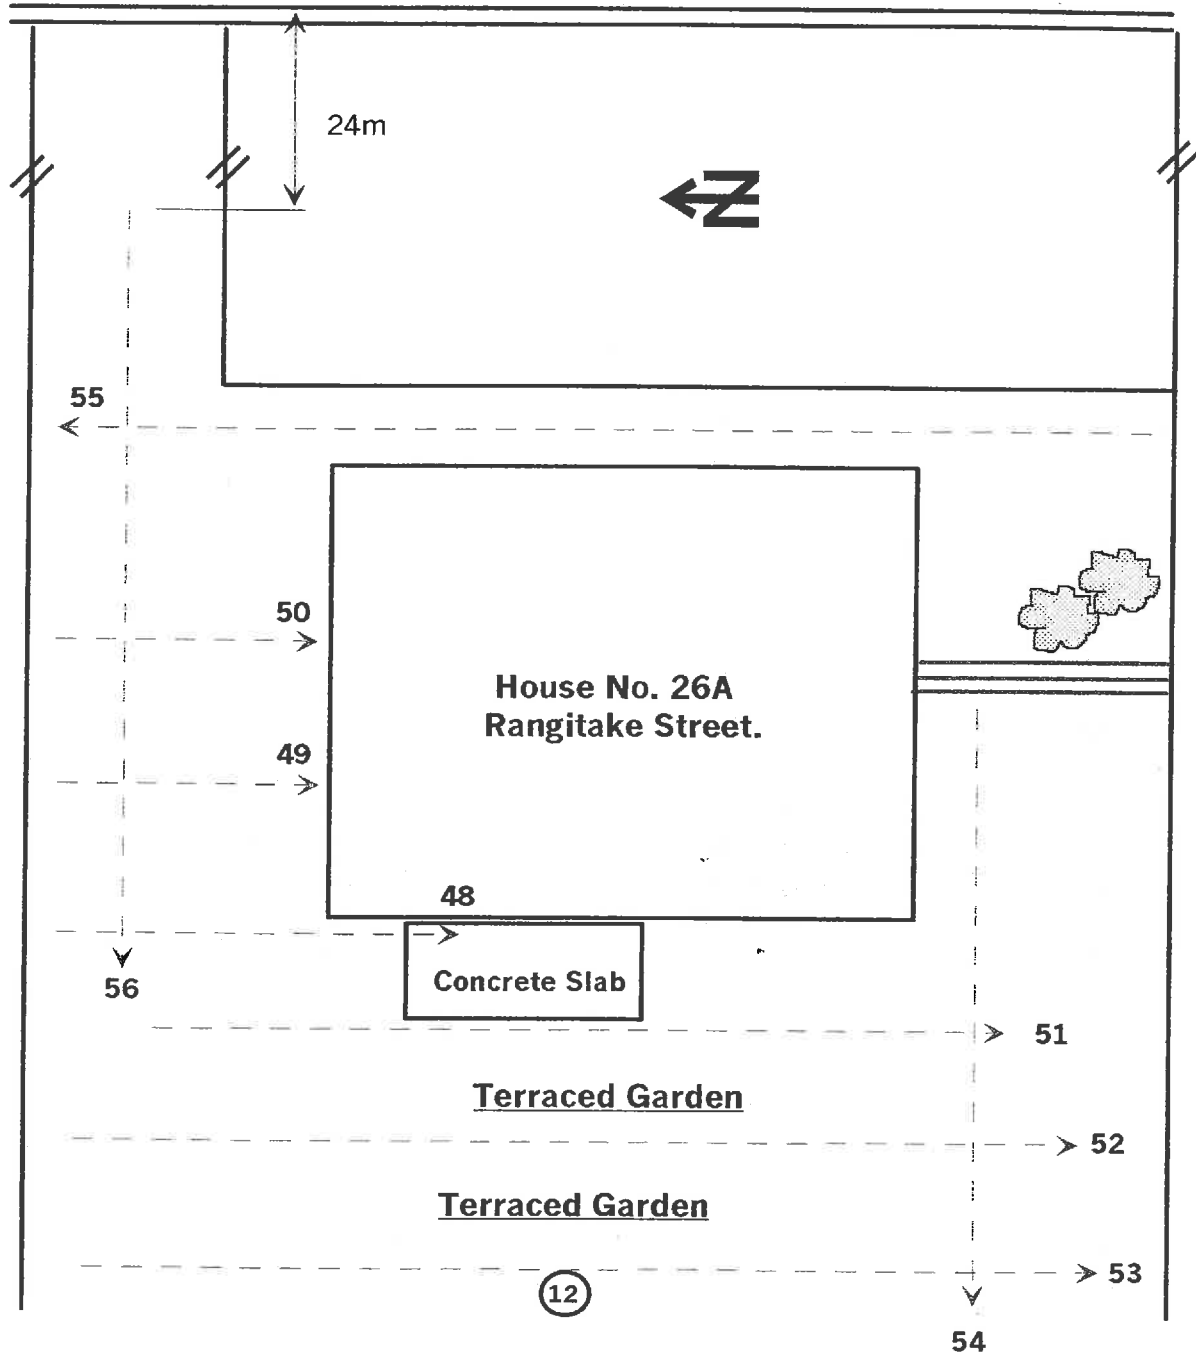 24m
N
55
50
House No. 26A
Rangitake Street.
49
48
Concrete Slab
56
51
Terraced Garden
52
Terraced Garden
53
12
54